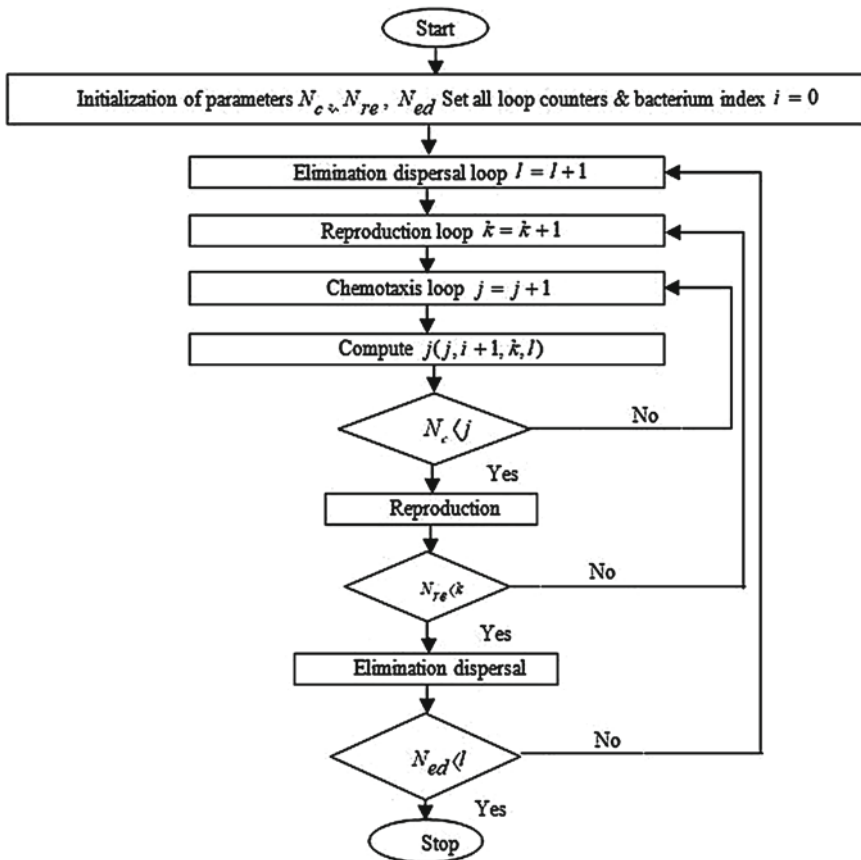 Start
Initialization of parameters N_c, N_re, N_ed Set all loop counters & bacterium index i = 0
Elimination dispersal loop l = l + 1
Reproduction loop k = k + 1
Chemotaxis loop j = j + 1
Compute j(j, i + 1, k, l)
N_c ⟨ j
No
Yes
Reproduction
N_re ⟨ k
No
Yes
Elimination dispersal
N_ed ⟨ l
No
Yes
Stop